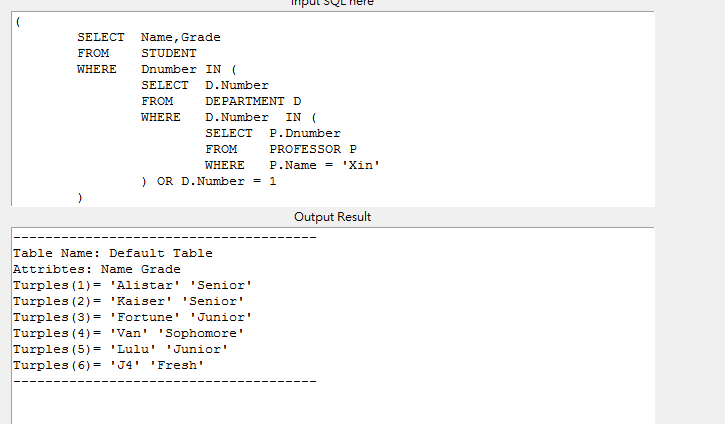 Input SQL here
(
SELECT Name,Grade
FROM STUDENT
WHERE Dnumber IN (
SELECT D.Number
FROM DEPARTMENT D
WHERE D.Number IN (
SELECT P.Dnumber
FROM PROFESSOR P
WHERE P.Name = 'Xin'
) OR D.Number = 1
)
Output Result
--------------------------------------
Table Name: Default Table
Attribtes: Name Grade
Turples(1)= 'Alistar' 'Senior'
Turples(2)= 'Kaiser' 'Senior'
Turples(3)= 'Fortune' 'Junior'
Turples(4)= 'Van' 'Sophomore'
Turples(5)= 'Lulu' 'Junior'
Turples(6)= 'J4' 'Fresh'
--------------------------------------